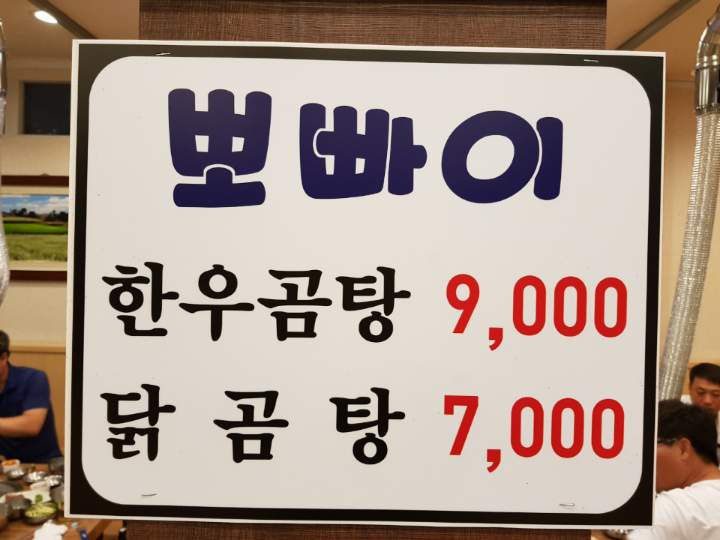 뽀빠이
한우곰탕 9,000
닭 곰 탕 7,000